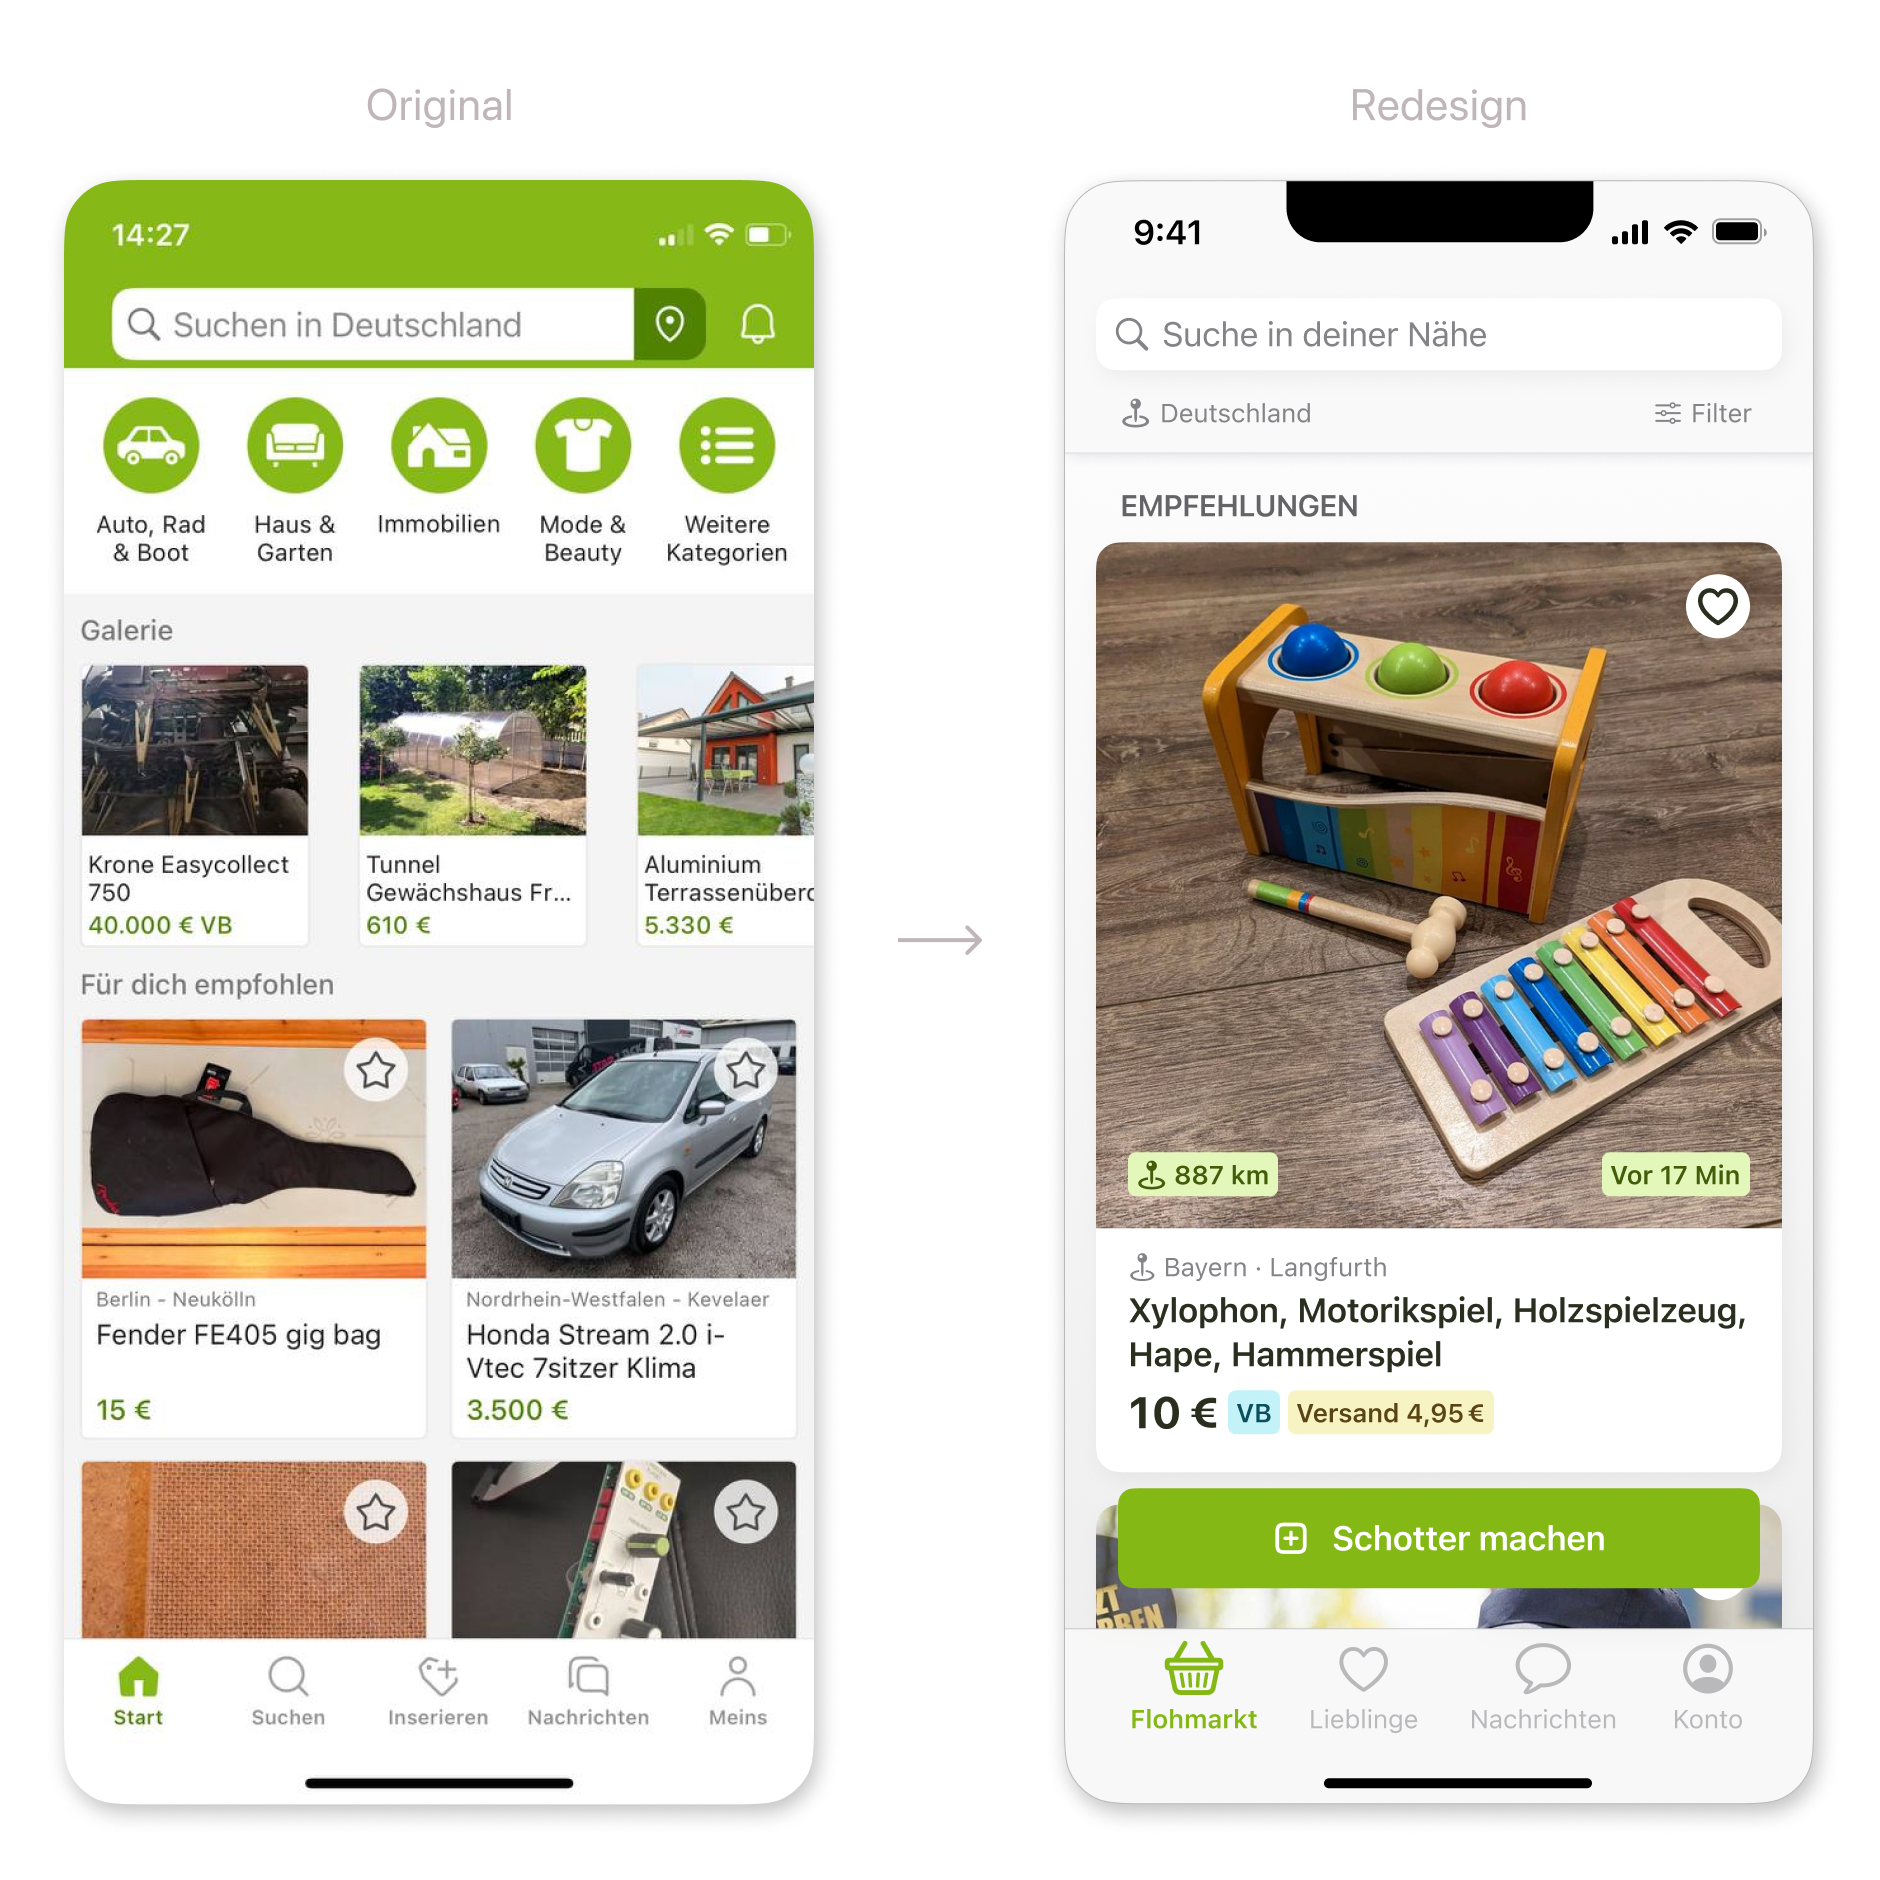 Original
Redesign
14:27
Suchen in Deutschland
Auto, Rad
& Boot
Haus &
Garten
Immobilien
Mode &
Beauty
Weitere
Kategorien
Galerie
Krone Easycollect
750
40.000 € VB
Tunnel
Gewächshaus Fr...
610 €
Aluminium
Terrassenüberd
5.330 €
Für dich empfohlen
Berlin - Neukölln
Fender FE405 gig bag
15 €
Nordrhein-Westfalen - Kevelaer
Honda Stream 2.0 i-
Vtec 7sitzer Klima
3.500 €
Start
Suchen
Inserieren
Nachrichten
Meins
9:41
Suche in deiner Nähe
Deutschland
Filter
EMPFEHLUNGEN
887 km
Vor 17 Min
Bayern · Langfurth
Xylophon, Motorikspiel, Holzspielzeug,
Hape, Hammerspiel
10 € VB Versand 4,95 €
Schotter machen
Flohmarkt
Lieblinge
Nachrichten
Konto